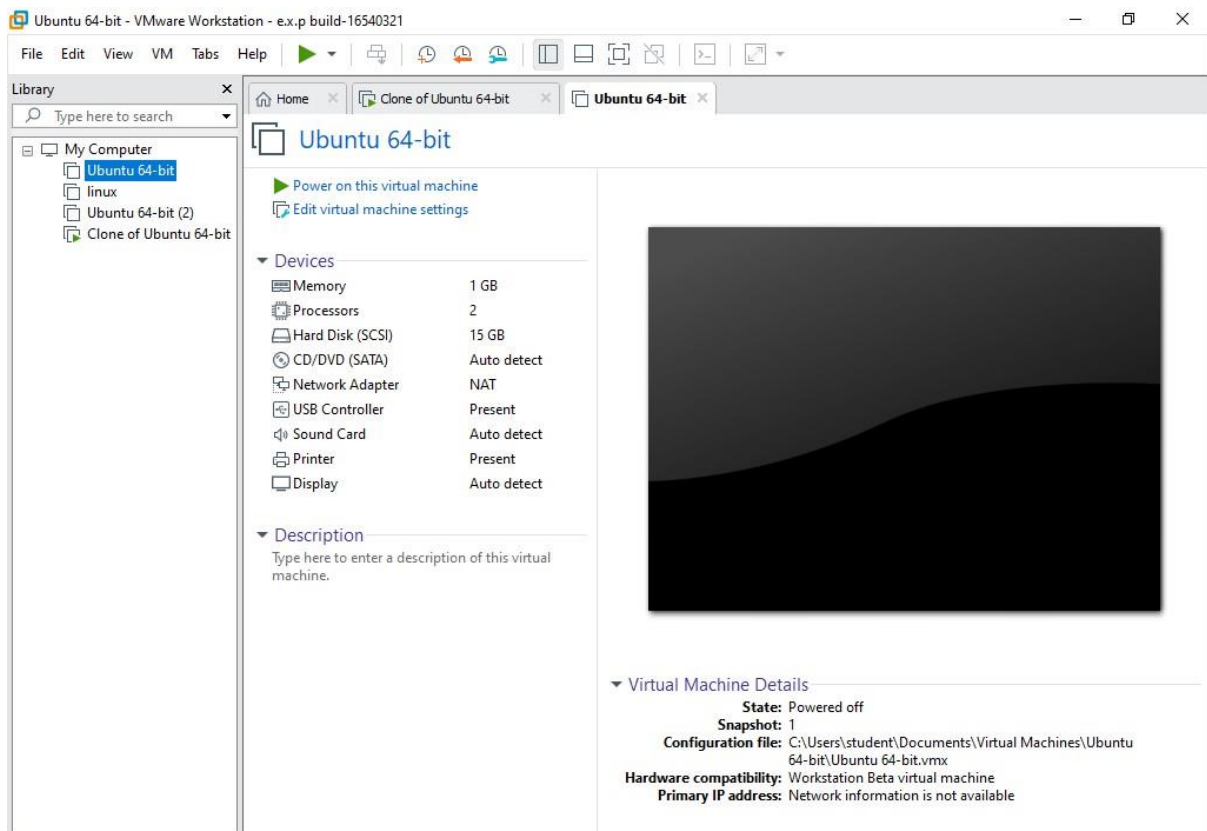 Ubuntu 64-bit - VMware Workstation - e.x.p build-16540321
File Edit View VM Tabs Help
Library
Type here to search
My Computer
Ubuntu 64-bit
linux
Ubuntu 64-bit (2)
Clone of Ubuntu 64-bit
Home Clone of Ubuntu 64-bit Ubuntu 64-bit
Ubuntu 64-bit
Power on this virtual machine
Edit virtual machine settings
Devices
Memory 1 GB
Processors 2
Hard Disk (SCSI) 15 GB
CD/DVD (SATA) Auto detect
Network Adapter NAT
USB Controller Present
Sound Card Auto detect
Printer Present
Display Auto detect
Description
Type here to enter a description of this virtual
machine.
Virtual Machine Details
State: Powered off
Snapshot: 1
Configuration file: C:\Users\student\Documents\Virtual Machines\Ubuntu
64-bit\Ubuntu 64-bit.vmx
Hardware compatibility: Workstation Beta virtual machine
Primary IP address: Network information is not available